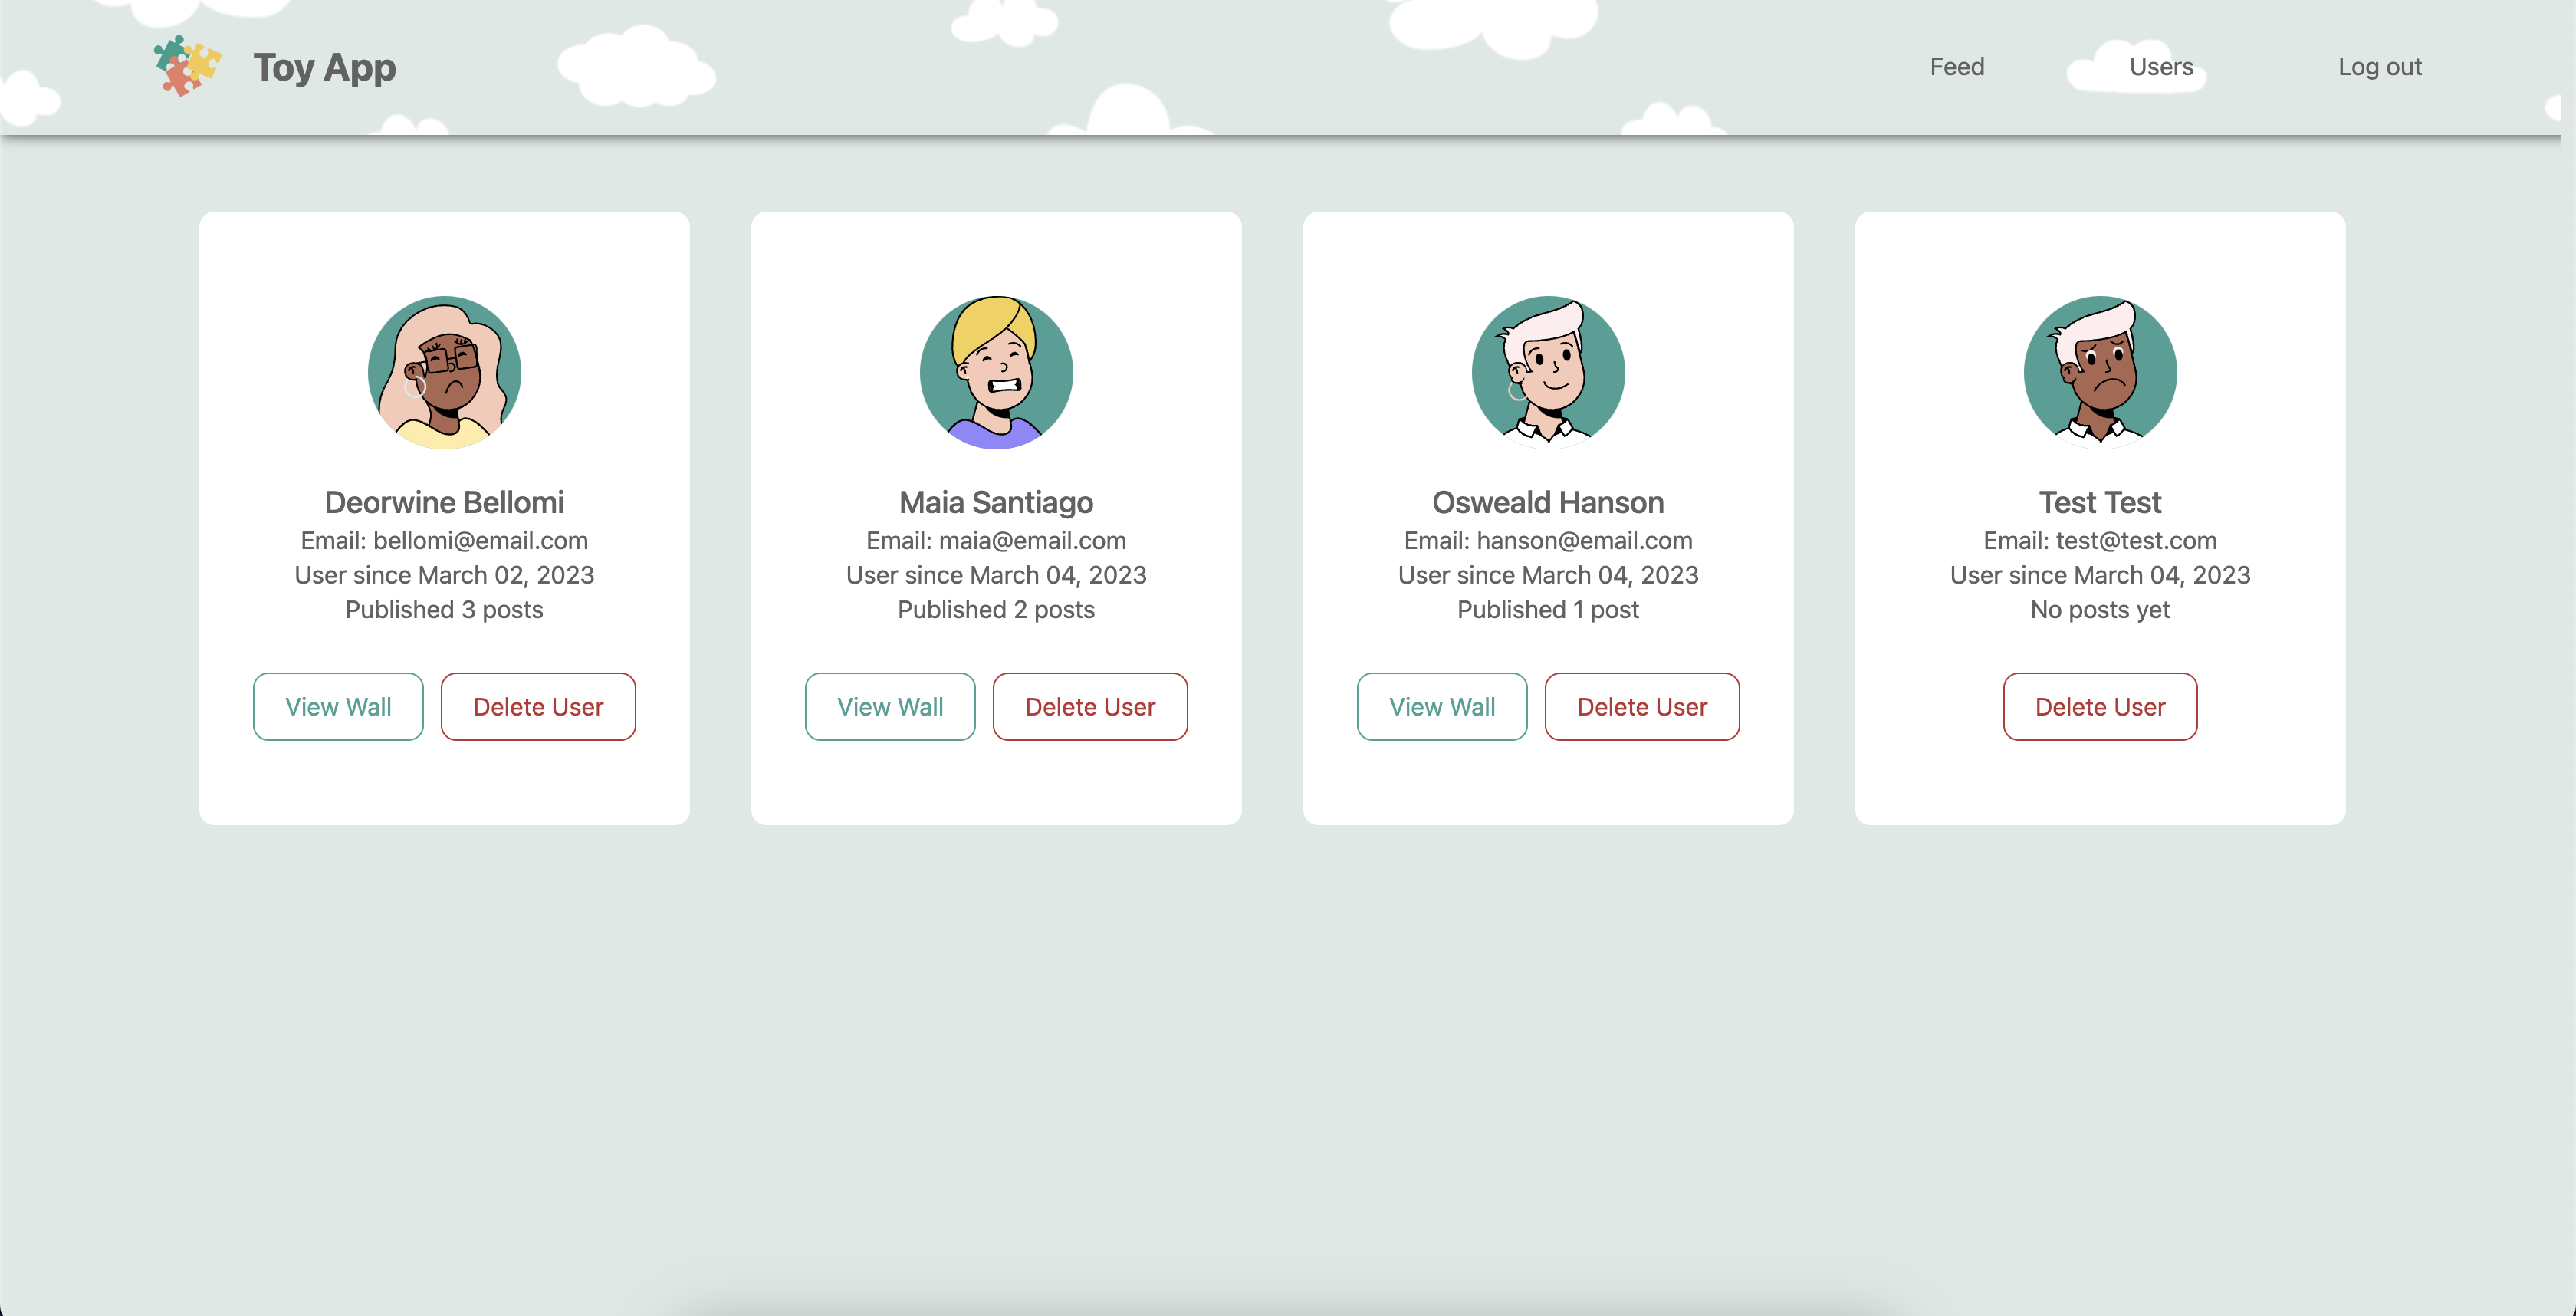 Toy App
Feed
Users
Log out
Deorwine Bellomi
Email: bellomi@email.com
User since March 02, 2023
Published 3 posts
View Wall
Delete User
Maia Santiago
Email: maia@email.com
User since March 04, 2023
Published 2 posts
View Wall
Delete User
Osweald Hanson
Email: hanson@email.com
User since March 04, 2023
Published 1 post
View Wall
Delete User
Test Test
Email: test@test.com
User since March 04, 2023
No posts yet
Delete User